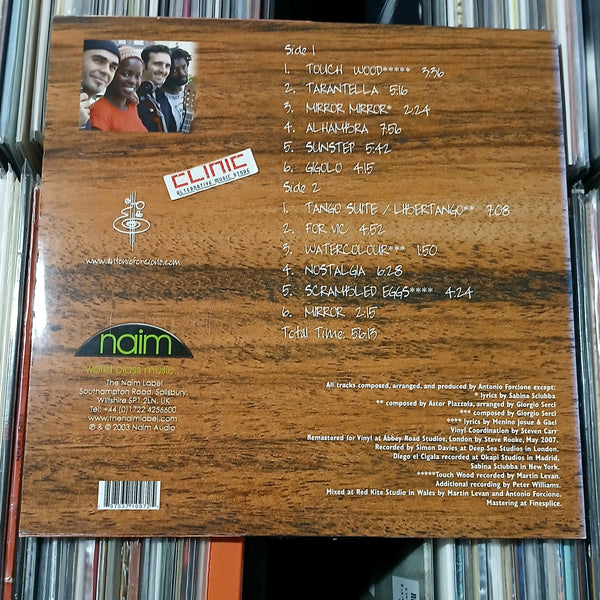 Side 1
1. TOUCH WOOD***** 3:36
2. TARANTELLA 5:16
3. MIRROR MIRROR* 2:24
4. ALHAMBRA 7:56
5. SUNSTEP 5:42
6. GIGOLO 4:15
Side 2
1. TANGO SUITE / LIBERTANGO** 7:08
2. FOR VIC 4:52
3. WATERCOLOUR*** 1:50
4. NOSTALGIA 6:28
5. SCRAMBLED EGGS**** 4:24
6. MIRROR 2:15
Total Time: 56:13
CLINIC
ALTERNATIVE MUSIC STORE
www.antonioforcione.com
naim
world class music
The Naim Label
Southampton Road, Salisbury,
Wiltshire SP1 2LN, UK
Tel: +44 (0)1722 426600
www.thenaimlabel.com
℗ & © 2003 Naim Audio
All tracks composed, arranged, and produced by Antonio Forcione except:
* lyrics by Sabina Sciubba
** composed by Astor Piazzola, arranged by Giorgio Serci
*** composed by Giorgio Serci
**** lyrics by Menino Josue & Gael
Vinyl Coordination by Steven Carr
Remastered for Vinyl at Abbey Road Studios, London by Steve Rooke, May 2007.
Recorded by Simon Davies at Deep See Studios in London.
Diego el Cigala recorded at Okapi Studios in Madrid,
Sabina Sciubba in New York.
*****Touch Wood recorded by Martin Levan.
Additional recording by Peter Williams.
Mixed at Red Kite Studio in Wales by Martin Levan and Antonio Forcione.
Mastering at Finesplice.